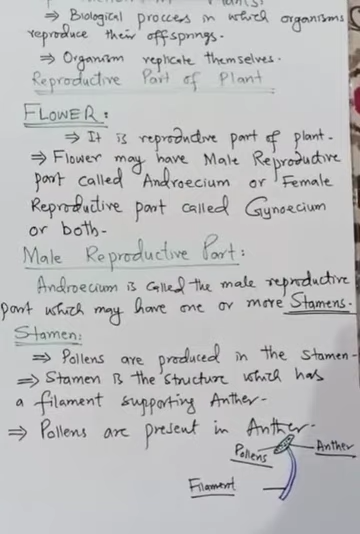 ⇒ Biological process in which organisms
reproduce their offsprings.
⇒ Organism replicate themselves.
Reproductive Part of Plant
FLOWER:
⇒ It is reproductive part of plant.
⇒ Flower may have Male Reproductive
part called Androecium or Female
Reproductive part called Gynoecium
or both.
Male Reproductive Part:
Androecium is called the male reproductive
part which may have one or more Stamens.
Stamen:
⇒ Pollens are produced in the stamen.
⇒ Stamen is the structure which has
a filament supporting Anther.
⇒ Pollens are present in Anther.
Pollens
Anther
Filament